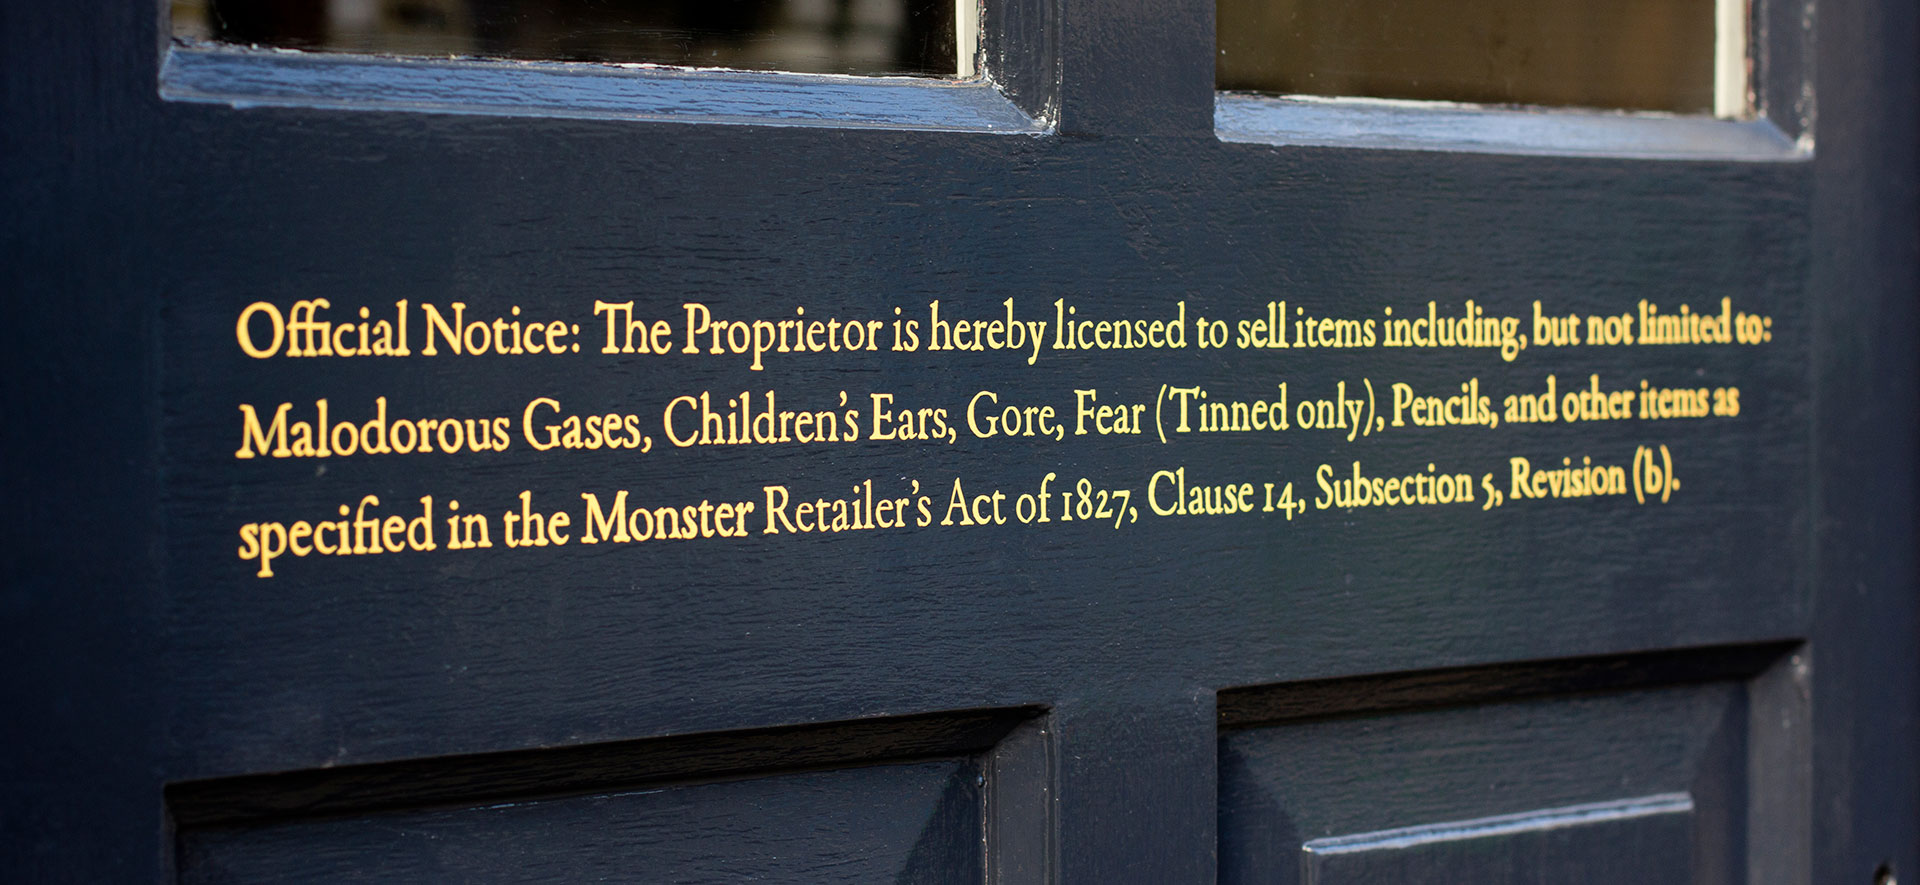 Official Notice: The Proprietor is hereby licensed to sell items including, but not limited to:
Malodorous Gases, Children's Ears, Gore, Fear (Tinned only), Pencils, and other items as
specified in the Monster Retailer's Act of 1827, Clause 14, Subsection 5, Revision (b).